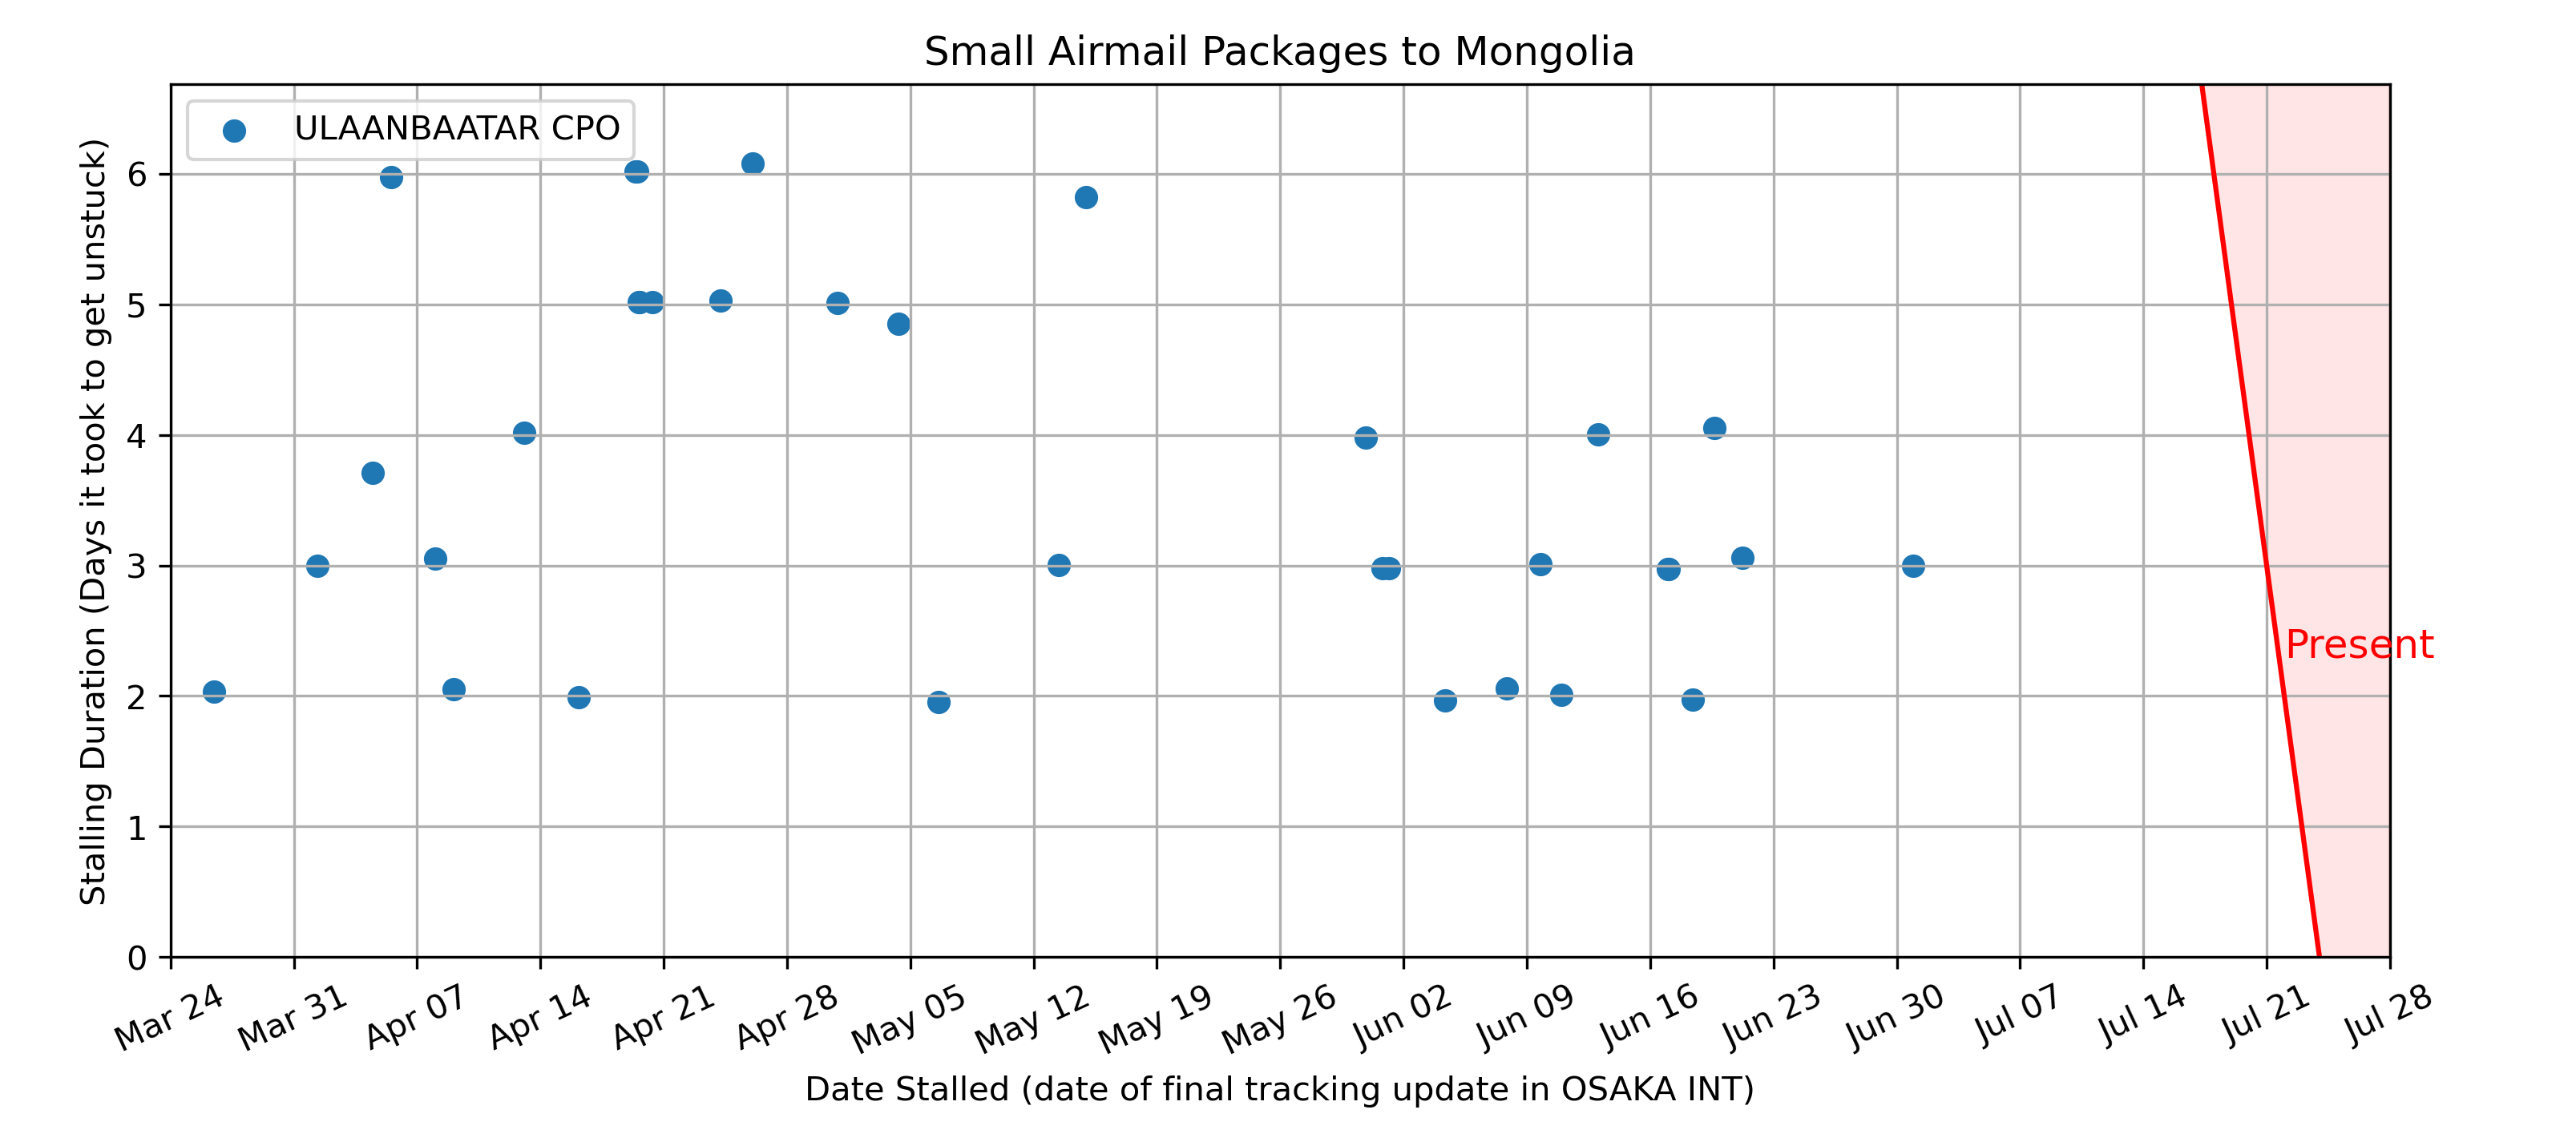 Small Airmail Packages to Mongolia
ULAANBAATAR CPO
Stalling Duration (Days it took to get unstuck)
6
5
4
3
2
1
0
Present
Mar 24
Mar 31
Apr 07
Apr 14
Apr 21
Apr 28
May 05
May 12
May 19
May 26
Jun 02
Jun 09
Jun 16
Jun 23
Jun 30
Jul 07
Jul 14
Jul 21
Jul 28
Date Stalled (date of final tracking update in OSAKA INT)